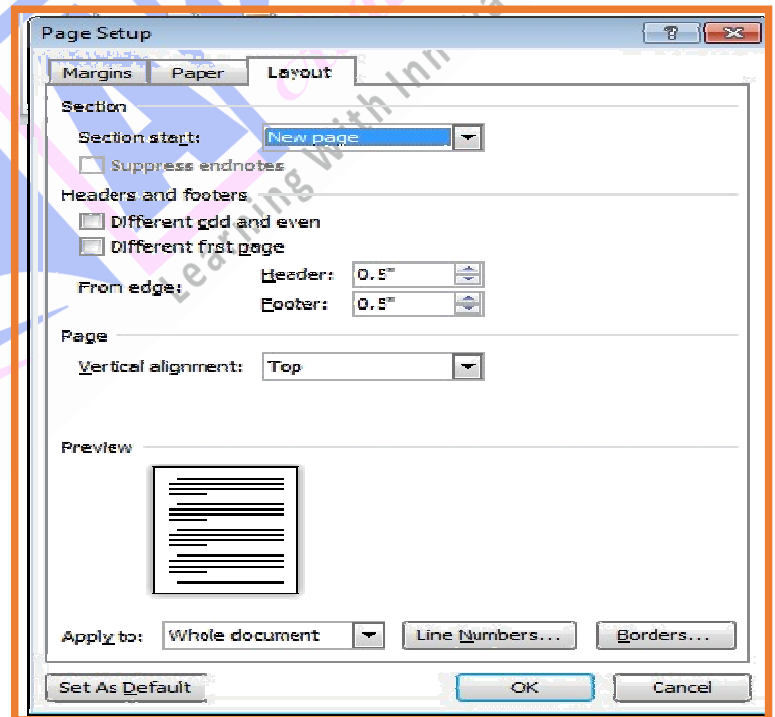 Page Setup
Margins Paper Layout
Section
Section start: New page
Suppress endnotes
Headers and footers
Different odd and even
Different first page
From edge: Header: 0.5"
Footer: 0.5"
Page
Vertical alignment: Top
Preview
Apply to: Whole document Line Numbers... Borders...
Set As Default OK Cancel
Learning With